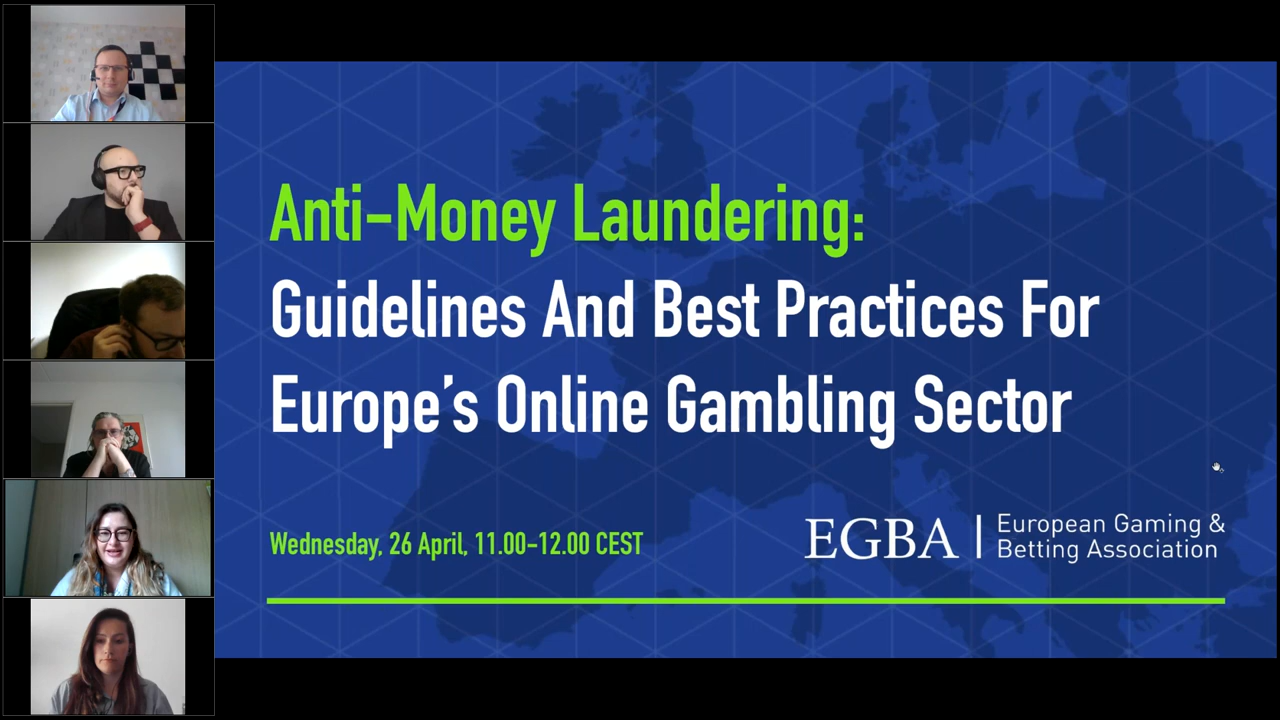 Anti-Money Laundering:
Guidelines And Best Practices For
Europe’s Online Gambling Sector
Wednesday, 26 April, 11.00-12.00 CEST
EGBA | European Gaming &
Betting Association